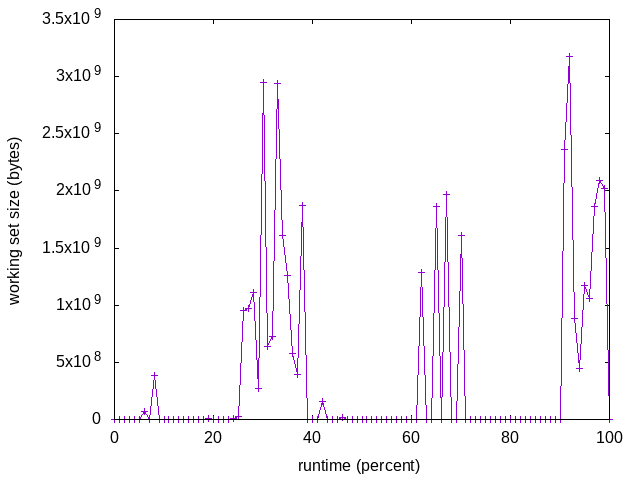 3.5x10^9
3x10^9
2.5x10^9
2x10^9
1.5x10^9
1x10^9
5x10^8
0
0 20 40 60 80 100
working set size (bytes)
runtime (percent)